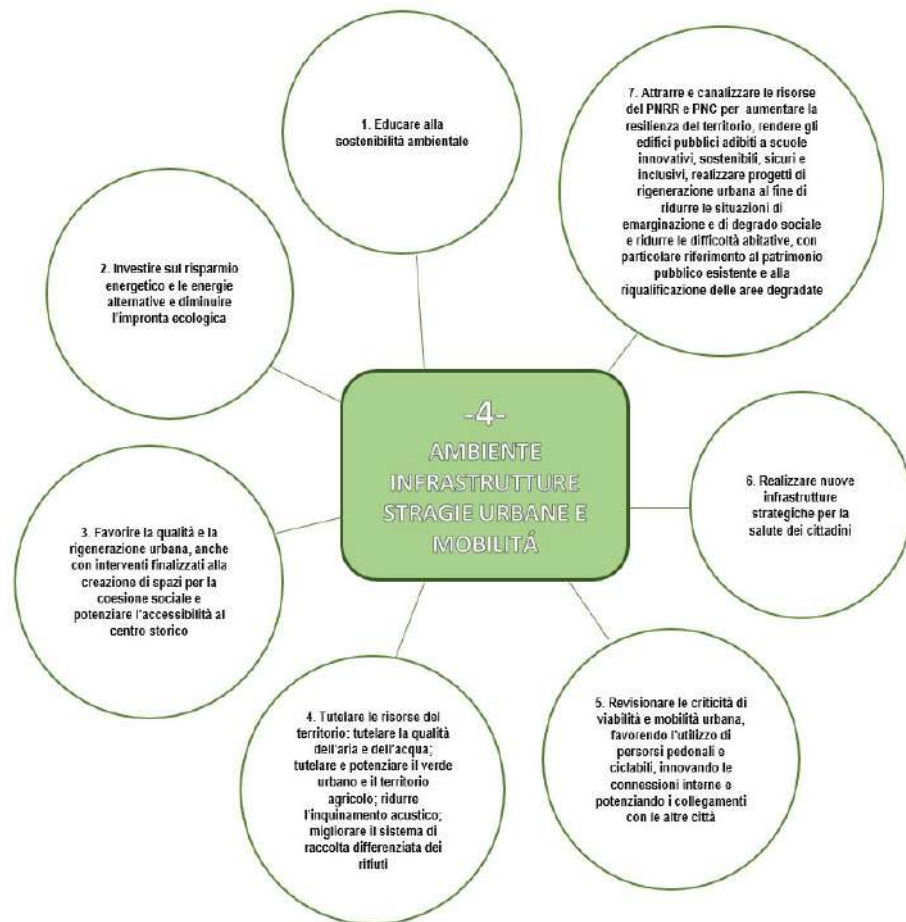 1. Educare alla
sostenibilità ambientale
7. Attrarre e canalizzare le risorse
del PNRR e PNC per aumentare la
resilienza del territorio, rendere gli
edifici pubblici adibiti a scuole
innovativi, sostenibili, sicuri e
inclusivi, realizzare progetti di
rigenerazione urbana al fine di
ridurre le situazioni di
emarginazione e di degrado sociale
e ridurre le difficoltà abitative, con
particolare riferimento al patrimonio
pubblico esistente e alla
riqualificazione delle aree degradate
2. Investire sul risparmio
energetico e le energie
alternative e diminuire
l'impronta ecologica
-4-
AMBIENTE
INFRASTRUTTURE
STRAGIE URBANE E
MOBILITÁ
6. Realizzare nuove
infrastrutture
strategiche per la
salute dei cittadini
3. Favorire la qualità e la
rigenerazione urbana, anche
con interventi finalizzati alla
creazione di spazi per la
coesione sociale e
potenziare l'accessibilità al
centro storico
4. Tutelare le risorse del
territorio: tutelare la qualità
dell'aria e dell'acqua;
tutelare e potenziare il verde
urbano e il territorio
agricolo; ridurre
l'inquinamento acustico;
migliorare il sistema di
raccolta differenziata dei
rifiuti
5. Revisionare le criticità di
viabilità e mobilità urbana,
favorendo l'utilizzo di
persorsi pedonali e
ciclabili, innovando le
connessioni interne e
potenziando i collegamenti
con le altre città